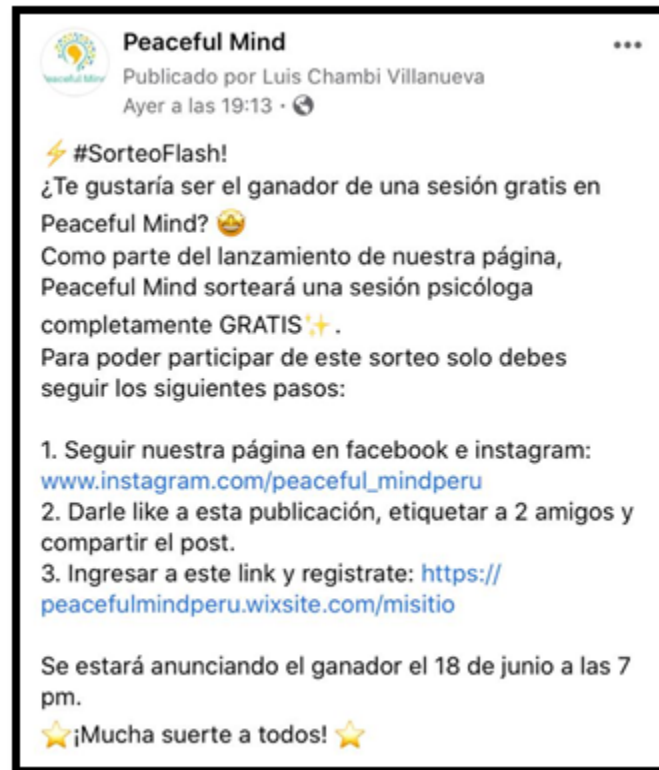 Peaceful Mind
Peaceful Mind
Publicado por Luis Chambi Villanueva
Ayer a las 19:13 ·
⚡ #SorteoFlash!
¿Te gustaría ser el ganador de una sesión gratis en
Peaceful Mind? 🤩
Como parte del lanzamiento de nuestra página,
Peaceful Mind sorteará una sesión psicóloga
completamente GRATIS✨.
Para poder participar de este sorteo solo debes
seguir los siguientes pasos:
1. Seguir nuestra página en facebook e instagram:
www.instagram.com/peaceful_mindperu
2. Darle like a esta publicación, etiquetar a 2 amigos y
compartir el post.
3. Ingresar a este link y registrate: https://
peacefulmindperu.wixsite.com/misitio
Se estará anunciando el ganador el 18 de junio a las 7
pm.
⭐¡Mucha suerte a todos! ⭐